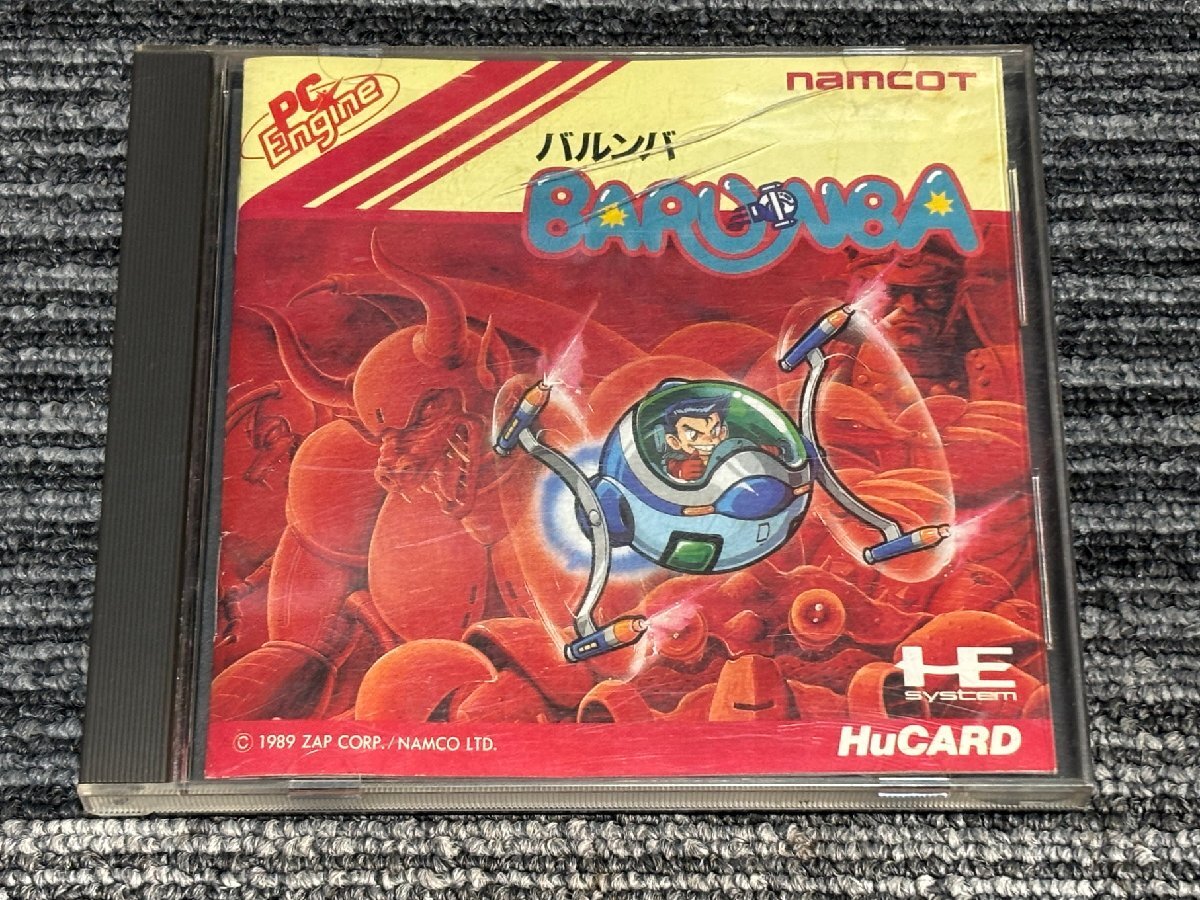 PC Engine
namcoT
バルンバ
BARUNBA
HE
system
© 1989 ZAP CORP./NAMCO LTD.
HuCARD